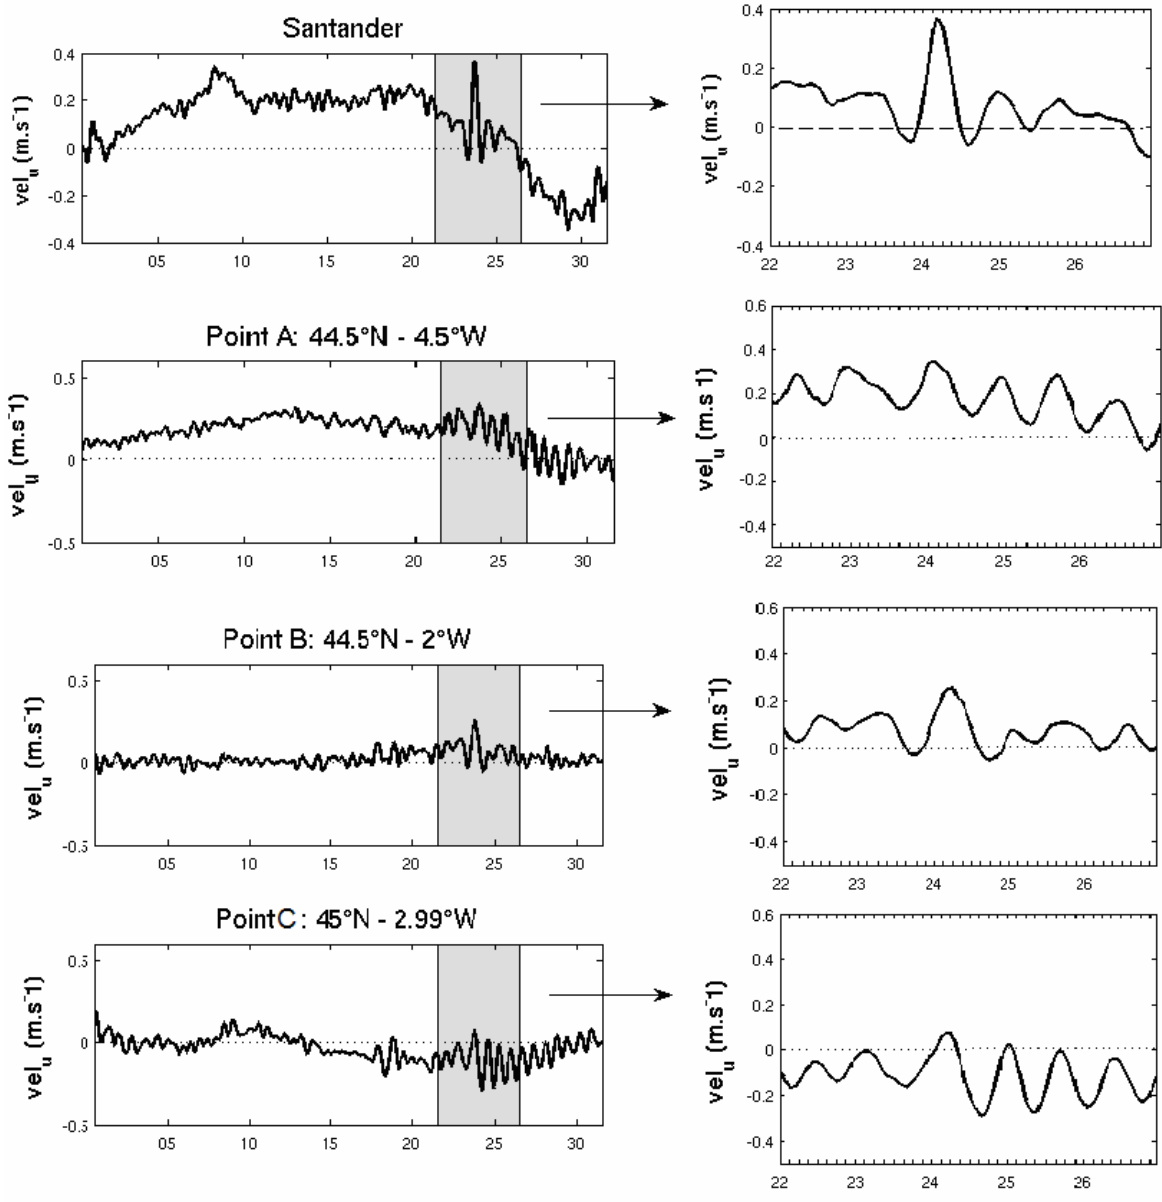 Santander
vel_u (m.s⁻1)
0.4
0.2
0
-0.2
-0.4
05 10 15 20 25 30
vel_u (m.s⁻1)
0.4
0.2
0
-0.2
-0.4
22 23 24 25 26
Point A: 44.5°N - 4.5°W
vel_u (m.s⁻1)
0.5
0
-0.5
05 10 15 20 25 30
vel_u (m.s 1)
0.6
0.4
0.2
0
-0.2
-0.4
22 23 24 25 26
Point B: 44.5°N - 2°W
vel_u (m.s⁻1)
0.5
0
-0.5
05 10 15 20 25 30
vel_u (m.s⁻1)
0.6
0.4
0.2
0
-0.2
-0.4
22 23 24 25 26
PointC : 45°N - 2.99°W
vel_u (m.s⁻1)
0.5
0
-0.5
05 10 15 20 25 30
vel_u (m.s⁻1)
0.6
0.4
0.2
0
-0.2
-0.4
22 23 24 25 26